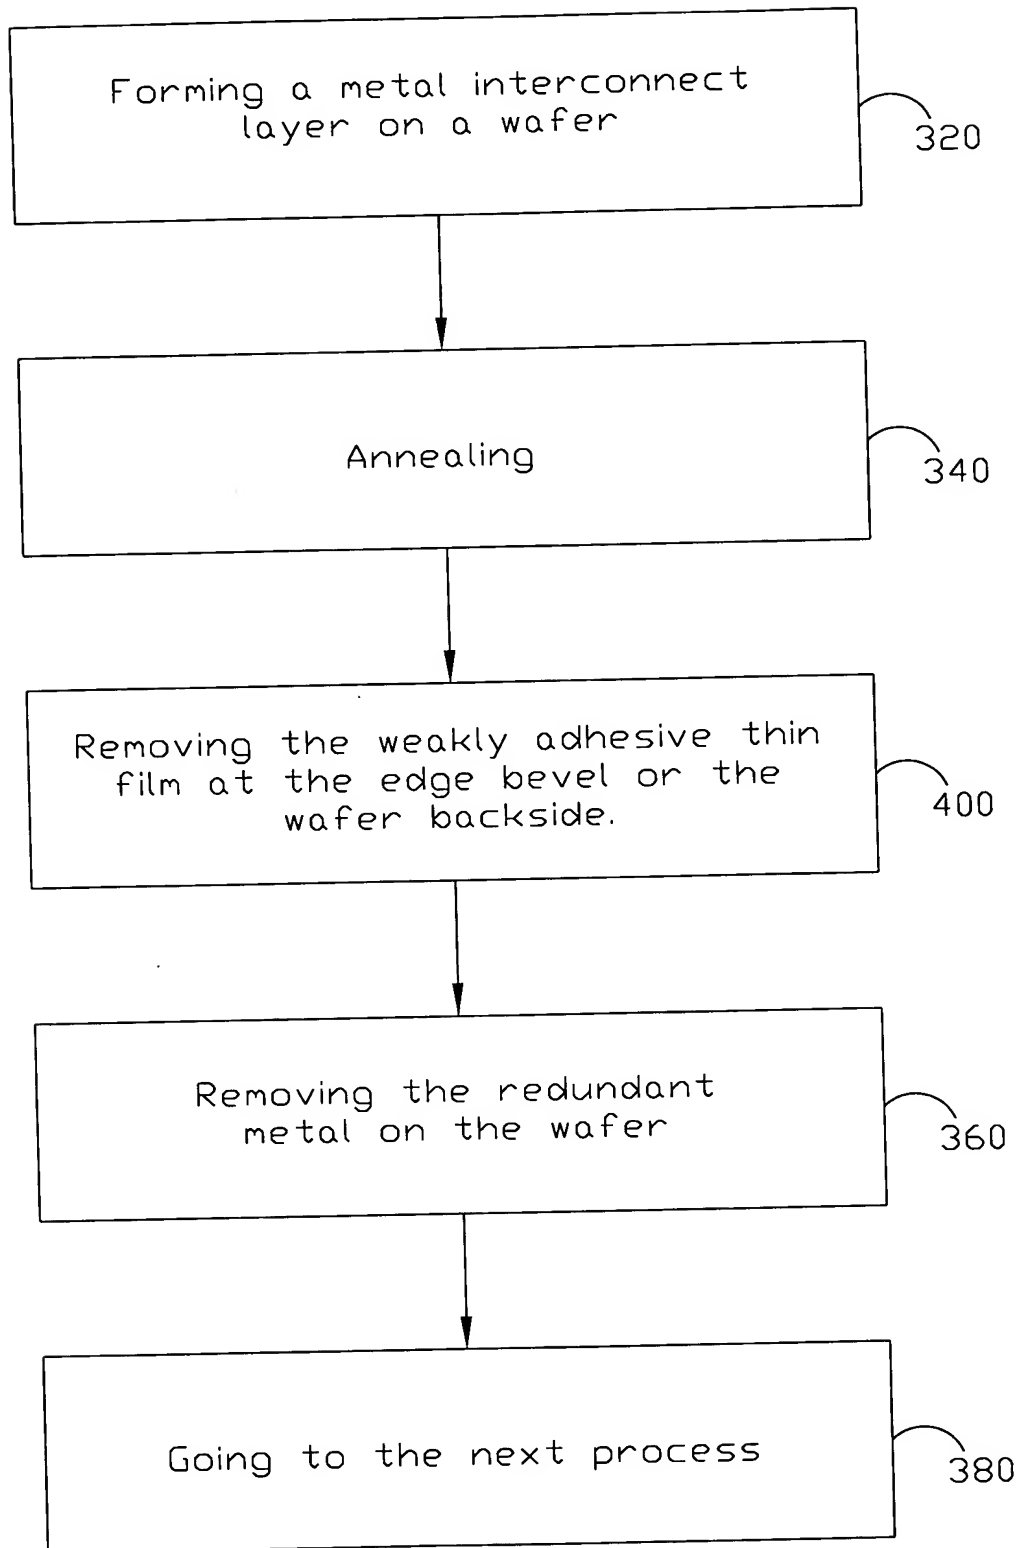 Forming a metal interconnect
layer on a wafer
320
Annealing
340
Removing the weakly adhesive thin
film at the edge bevel or the
wafer backside.
400
Removing the redundant
metal on the wafer
360
Going to the next process
380